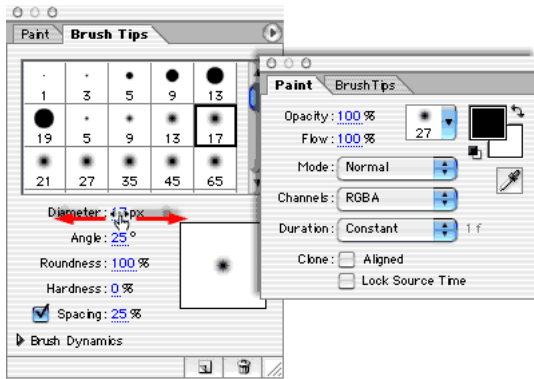 Paint Brush Tips
1 3 5 9 13
19 5 9 13 17
21 27 35 45 65
Diameter: px
Angle: 25°
Roundness: 100 %
Hardness: 0 %
Spacing: 25 %
Brush Dynamics
Paint Brush Tips
Opacity: 100 %
27
Flow: 100 %
Mode: Normal
Channels: RGBA
Duration: Constant 1 f
Clone: Aligned
Lock Source Time